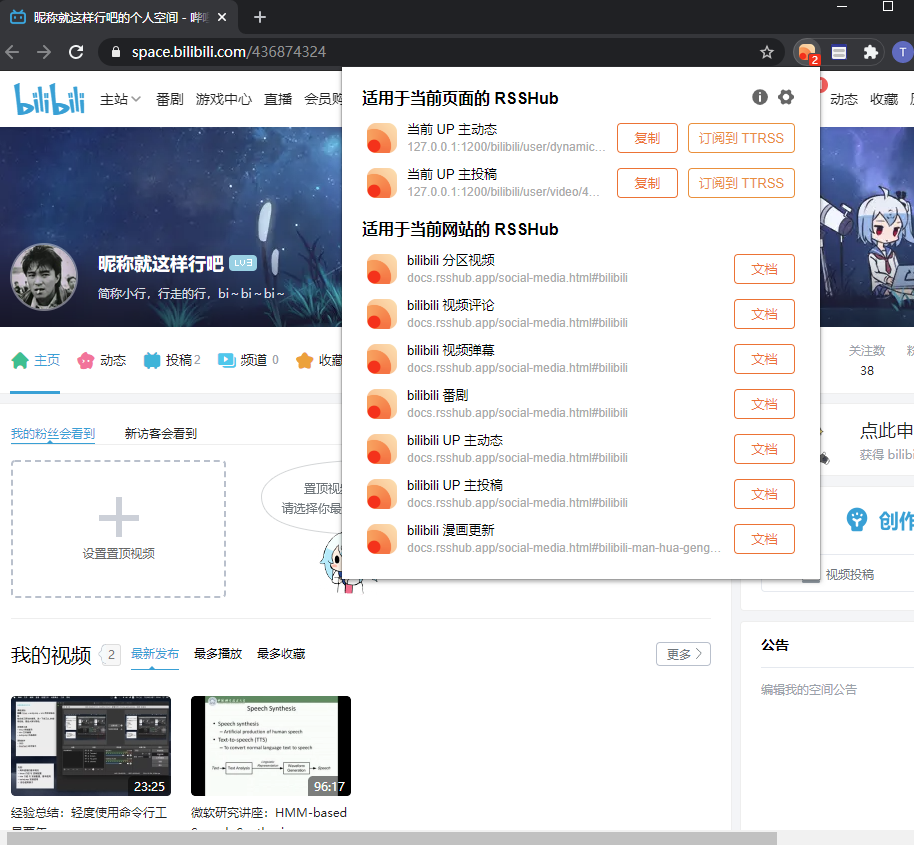 昵称就这样行吧的个人空间 - 哔
space.bilibili.com/436874324
2
T
bilibili
主站
番剧
游戏中心
直播
会员购
动态
收藏
适用于当前页面的 RSSHub
当前 UP 主动态
127.0.0.1:1200/bilibili/user/dynamic...
复制
订阅到 TTRSS
当前 UP 主投稿
127.0.0.1:1200/bilibili/user/video/4...
复制
订阅到 TTRSS
适用于当前网站的 RSSHub
bilibili 分区视频
docs.rsshub.app/social-media.html#bilibili
文档
bilibili 视频评论
docs.rsshub.app/social-media.html#bilibili
文档
bilibili 视频弹幕
docs.rsshub.app/social-media.html#bilibili
文档
bilibili 番剧
docs.rsshub.app/social-media.html#bilibili
文档
bilibili UP 主动态
docs.rsshub.app/social-media.html#bilibili
文档
bilibili UP 主投稿
docs.rsshub.app/social-media.html#bilibili
文档
bilibili 漫画更新
docs.rsshub.app/social-media.html#bilibili-man-hua-geng...
文档
昵称就这样行吧 LV3
简称小行，行走的行，bi～bi～bi～
主页
动态
投稿 2
频道 0
收藏
关注数
38
我的粉丝会看到
新访客会看到
设置置顶视频
置顶视
请选择你最
点此申
获得 bilib
创作
视频投稿
公告
编辑我的空间公告
我的视频 2
最新发布
最多播放
最多收藏
更多
23:25
经验总结：轻度使用命令行工
Speech Synthesis
• Speech synthesis
– Artificial production of human speech
• Text-to-speech (TTS)
– To convert normal language text to speech
Text
Text Analysis
Linguistic Representation
Waveform Generation
Speech
96:17
微软研究讲座：HMM-based